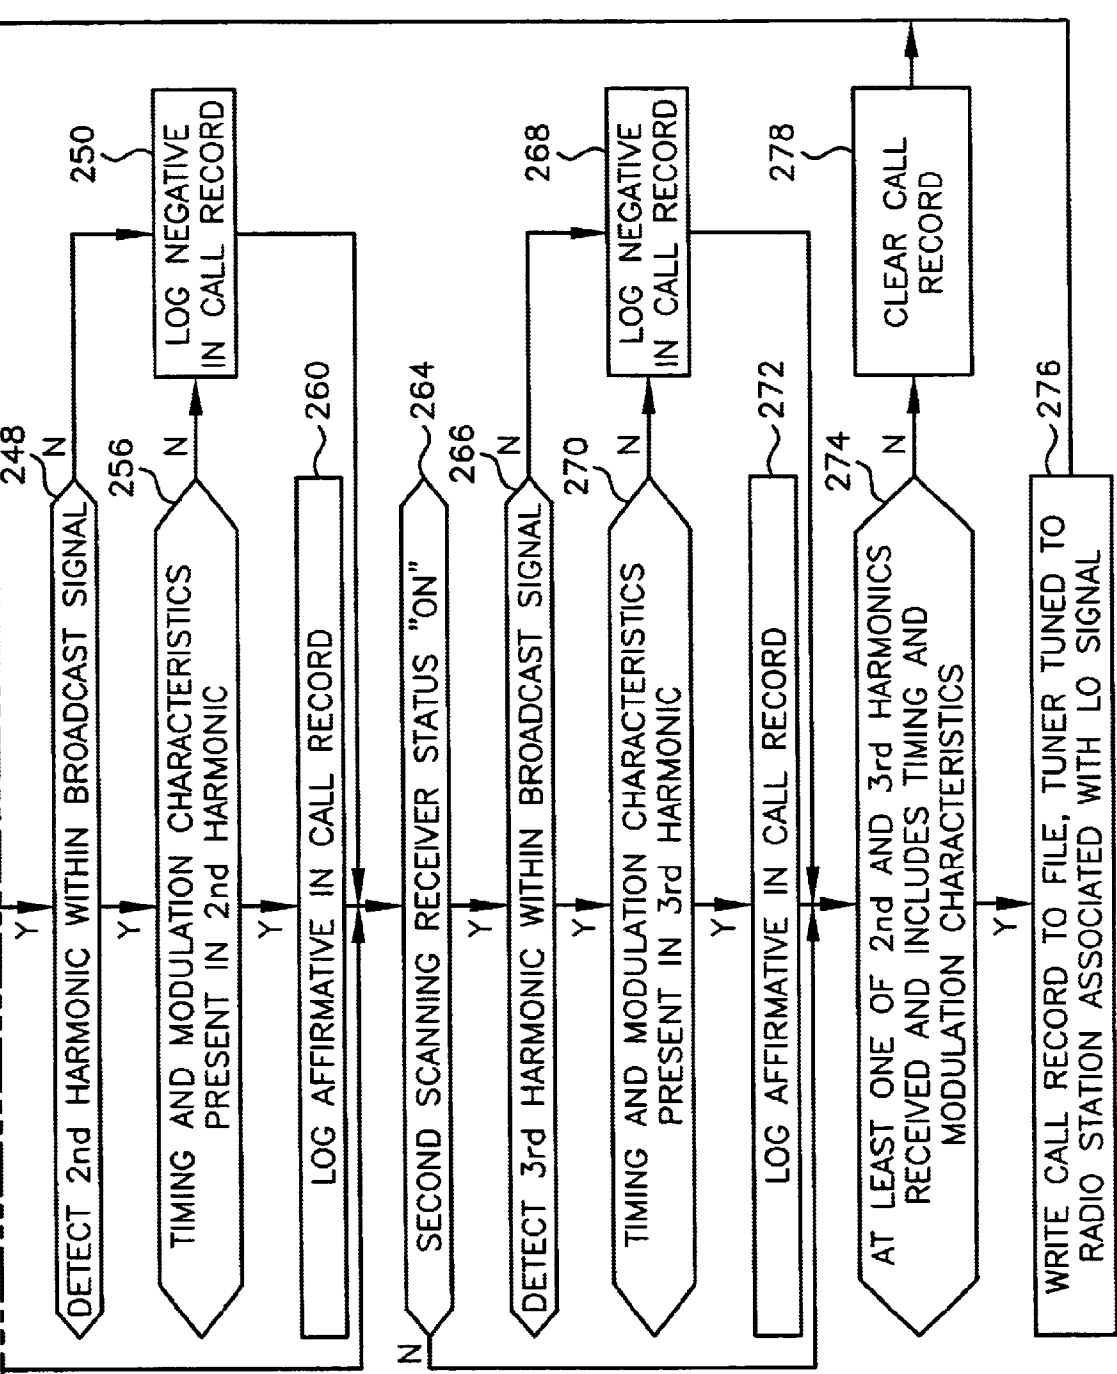 Y
248
DETECT 2nd HARMONIC WITHIN BROADCAST SIGNAL
N
250
LOG NEGATIVE
IN CALL RECORD
Y
256
TIMING AND MODULATION CHARACTERISTICS
PRESENT IN 2nd HARMONIC
N
Y
260
LOG AFFIRMATIVE IN CALL RECORD
264
SECOND SCANNING RECEIVER STATUS "ON"
N
Y
266
DETECT 3rd HARMONIC WITHIN BROADCAST SIGNAL
N
268
LOG NEGATIVE
IN CALL RECORD
Y
270
TIMING AND MODULATION CHARACTERISTICS
PRESENT IN 3rd HARMONIC
N
Y
272
LOG AFFIRMATIVE IN CALL RECORD
274
AT LEAST ONE OF 2nd AND 3rd HARMONICS
RECEIVED AND INCLUDES TIMING AND
MODULATION CHARACTERISTICS
N
278
CLEAR CALL
RECORD
Y
276
WRITE CALL RECORD TO FILE, TUNER TUNED TO
RADIO STATION ASSOCIATED WITH LO SIGNAL